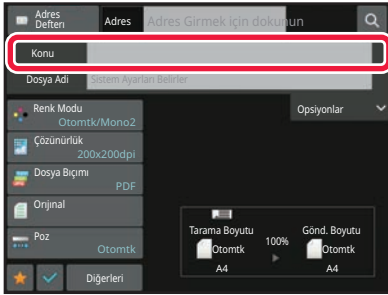 Adres Defteri
Adres
Adres Girmek için dokunun
Konu
Dosya Adi
Sistem Ayarları Belirler
Renk Modu
Otomtk/Mono2
Opsiyonlar
Çözünürlük
200x200dpi
Dosya Biçimi
PDF
Orijinal
Poz
Otomtk
Tarama Boyutu
Otomtk
A4
100%
Gönd. Boyutu
Otomtk
A4
Diğerleri